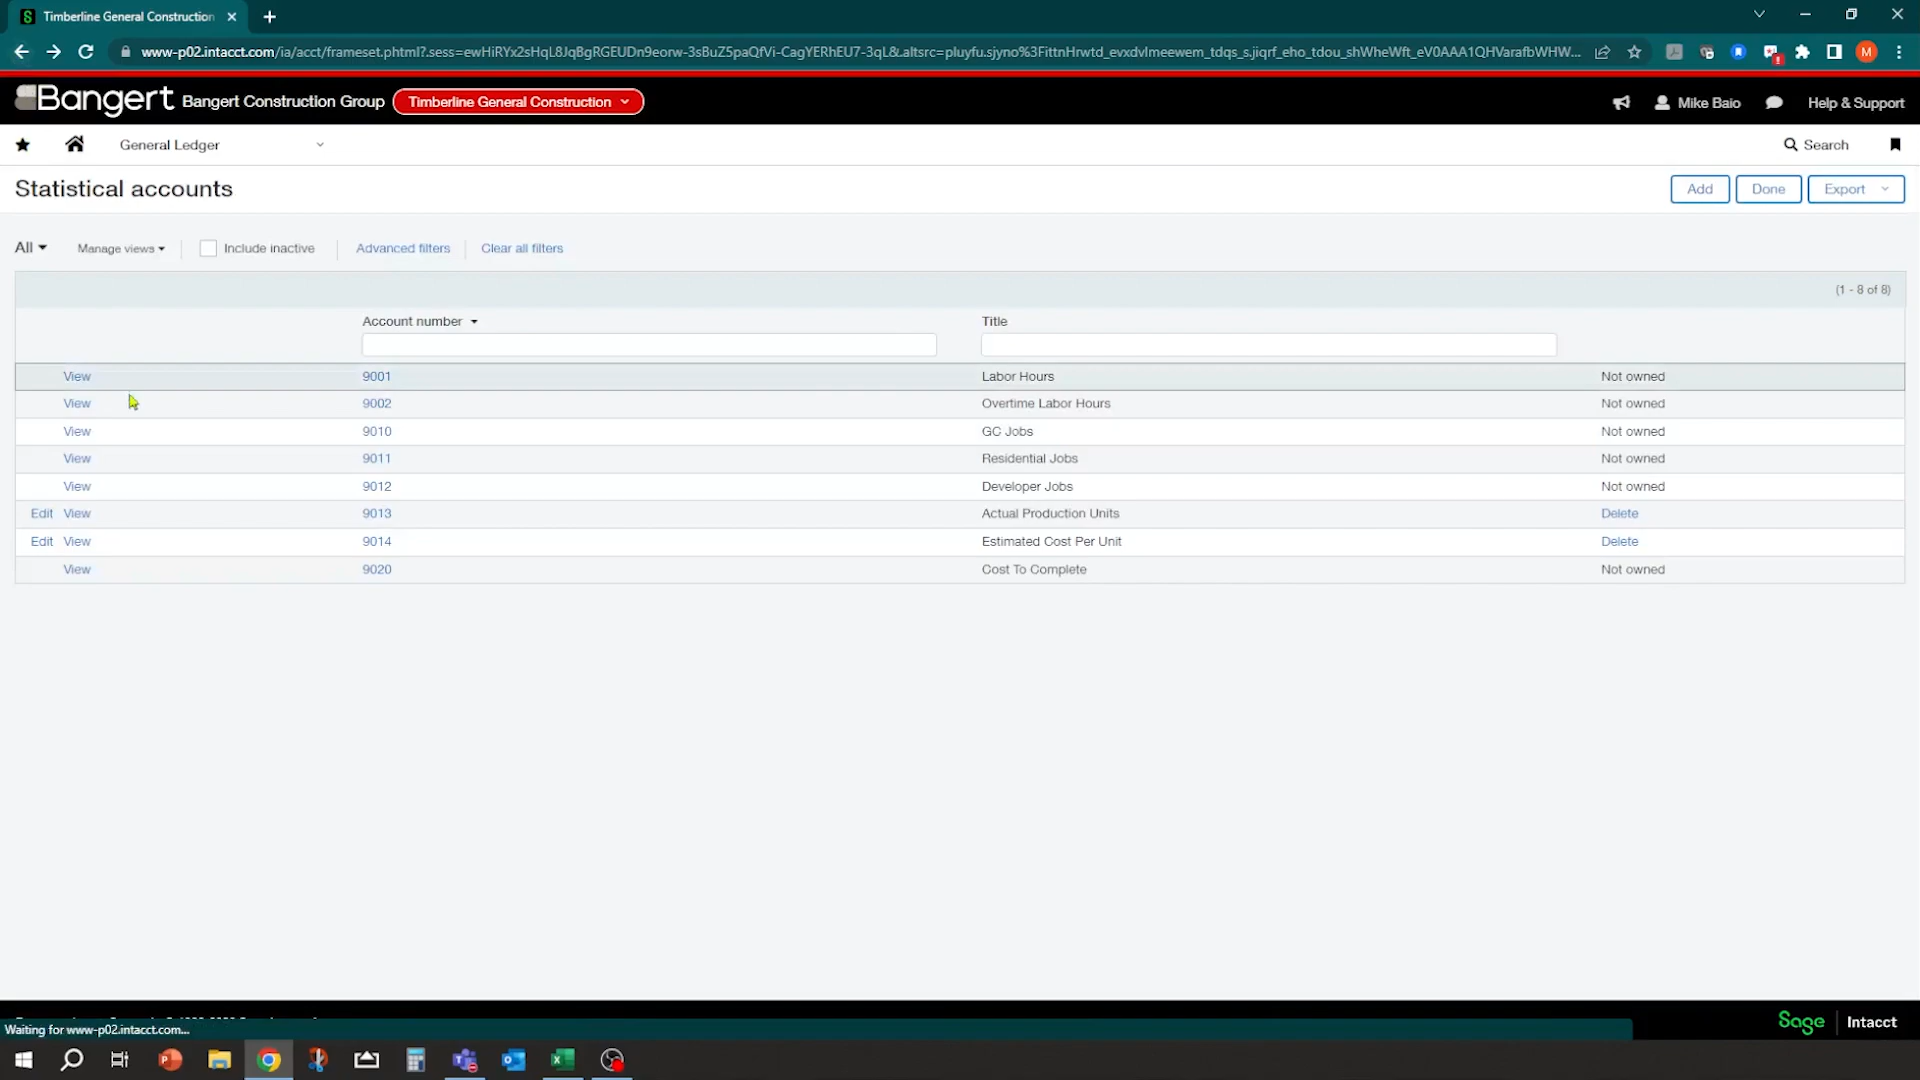 Timberline General Construction
www-p02.intacct.com/ia/acct/frameset.phtml?.sess=ewHiRYx2sHqL8JqBgRGEUDn9eorw-3sBuZ5paQfVi-CagYERhEU7-3qL&.altsrc=pluyfu.sjyno%3FittnHrwtd_evxdvlmeewem_tdqs_s.jiqrf_eho_tdou_shWheWft_eV0AAA1QHVarafbWHW...
M
Bangert Bangert Construction Group Timberline General Construction
Mike Baio Help & Support
General Ledger
Search
Statistical accounts
Add Done Export
All Manage views Include inactive Advanced filters Clear all filters
(1 - 8 of 8)
Account number Title
View 9001 Labor Hours Not owned
View 9002 Overtime Labor Hours Not owned
View 9010 GC Jobs Not owned
View 9011 Residential Jobs Not owned
View 9012 Developer Jobs Not owned
Edit View 9013 Actual Production Units Delete
Edit View 9014 Estimated Cost Per Unit Delete
View 9020 Cost To Complete Not owned
Waiting for www-p02.intacct.com...
Sage Intacct